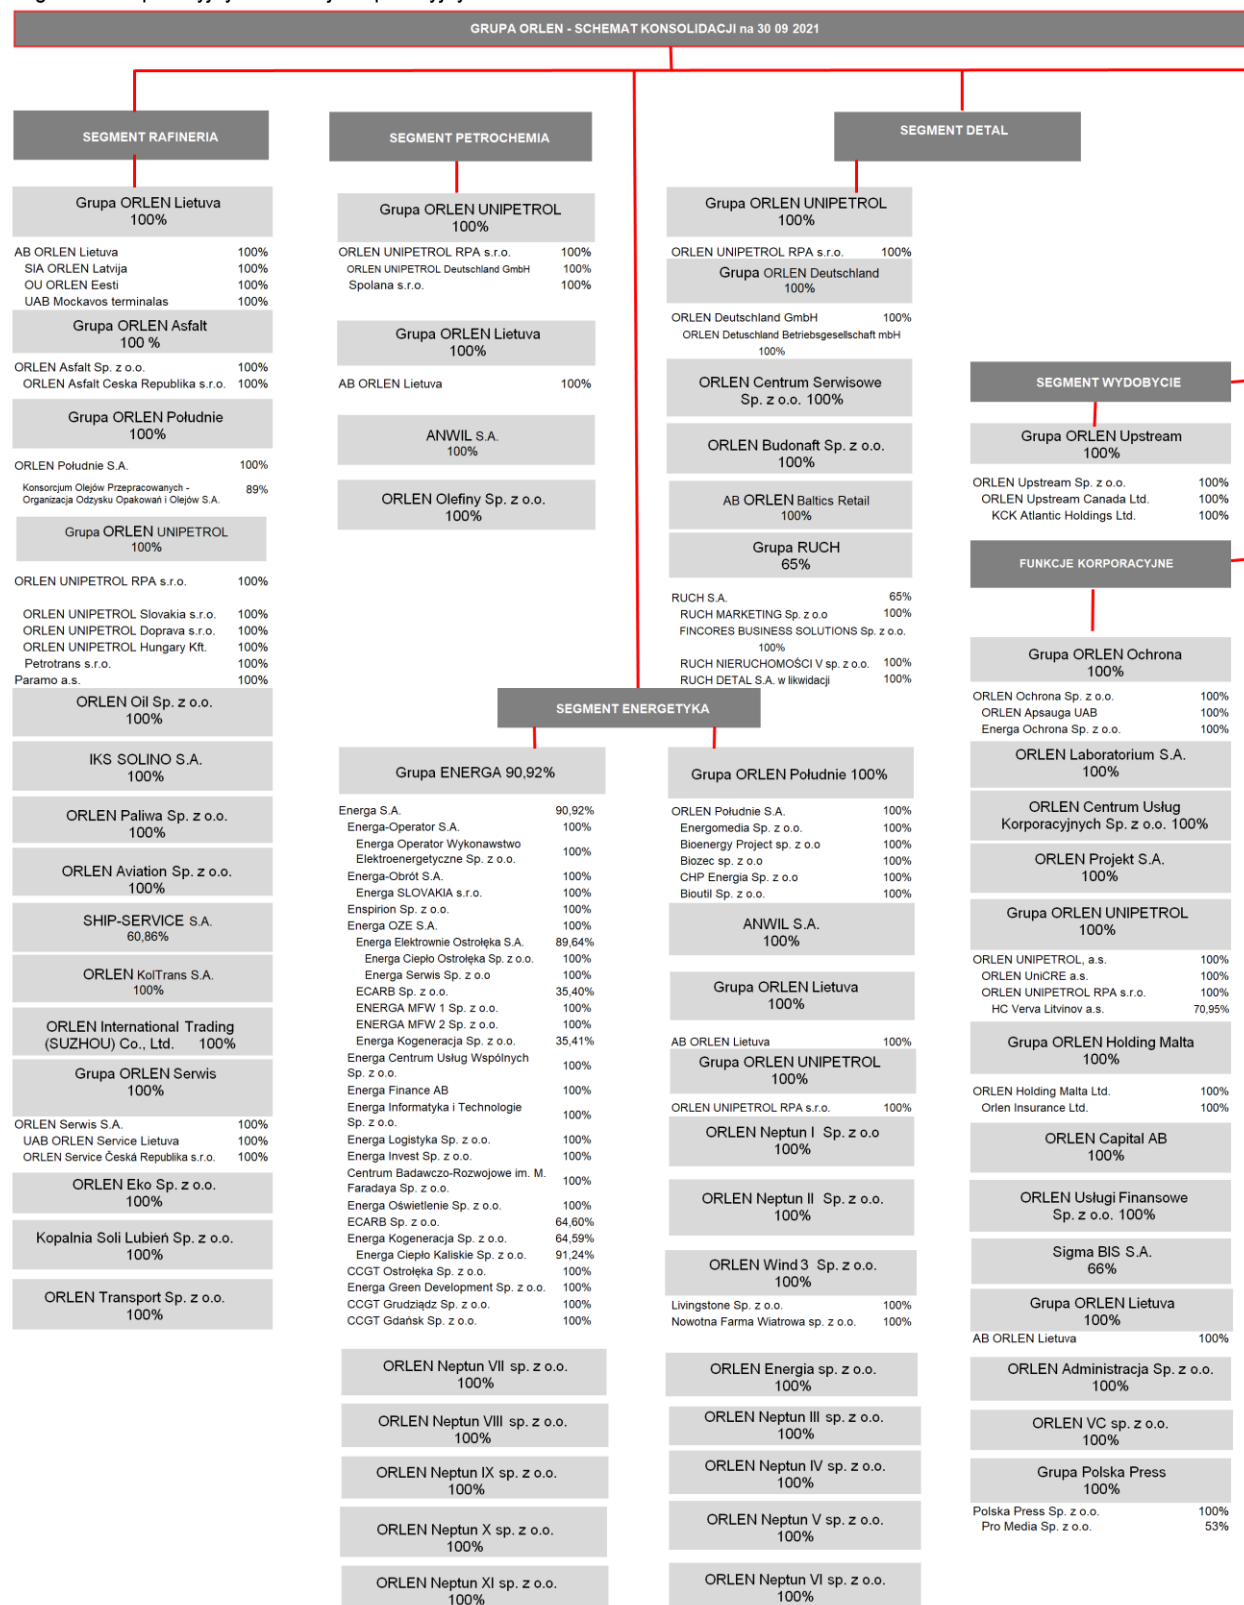 GRUPA ORLEN - SCHEMAT KONSOLIDACJI na 30 09 2021
SEGMENT RAFINERIA
Grupa ORLEN Lietuva
100%
AB ORLEN Lietuva 100%
SIA ORLEN Latvija 100%
OU ORLEN Eesti 100%
UAB Mockavos terminalas 100%
Grupa ORLEN Asfalt
100 %
ORLEN Asfalt Sp. z o.o. 100%
ORLEN Asfalt Ceska Republika s.r.o. 100%
Grupa ORLEN Południe
100%
ORLEN Południe S.A. 100%
Konsorcjum Olejów Przepracowanych -
Organizacja Odzysku Opakowań i Olejów S.A. 89%
Grupa ORLEN UNIPETROL
100%
ORLEN UNIPETROL RPA s.r.o. 100%
ORLEN UNIPETROL Slovakia s.r.o. 100%
ORLEN UNIPETROL Doprava s.r.o. 100%
ORLEN UNIPETROL Hungary Kft. 100%
Petrotrans s.r.o. 100%
Paramo a.s. 100%
ORLEN Oil Sp. z o.o.
100%
IKS SOLINO S.A.
100%
ORLEN Paliwa Sp. z o.o.
100%
ORLEN Aviation Sp. z o.o.
100%
SHIP-SERVICE S.A.
60,86%
ORLEN KolTrans S.A.
100%
ORLEN International Trading
(SUZHOU) Co., Ltd. 100%
Grupa ORLEN Serwis
100%
ORLEN Serwis S.A. 100%
UAB ORLEN Service Lietuva 100%
ORLEN Service Česká Republika s.r.o. 100%
ORLEN Eko Sp. z o.o.
100%
Kopalnia Soli Lubień Sp. z o.o.
100%
ORLEN Transport Sp. z o.o.
100%
SEGMENT PETROCHEMIA
Grupa ORLEN UNIPETROL
100%
ORLEN UNIPETROL RPA s.r.o. 100%
ORLEN UNIPETROL Deutschland GmbH 100%
Spolana s.r.o. 100%
Grupa ORLEN Lietuva
100%
AB ORLEN Lietuva 100%
ANWIL S.A.
100%
ORLEN Olefiny Sp. z o.o.
100%
SEGMENT DETAL
Grupa ORLEN UNIPETROL
100%
ORLEN UNIPETROL RPA s.r.o. 100%
Grupa ORLEN Deutschland
100%
ORLEN Deutschland GmbH 100%
ORLEN Detuschland Betriebsgesellschaft mbH
100%
ORLEN Centrum Serwisowe
Sp. z o.o. 100%
ORLEN Budonaft Sp. z o.o.
100%
AB ORLEN Baltics Retail
100%
Grupa RUCH
65%
RUCH S.A. 65%
RUCH MARKETING Sp. z o.o 100%
FINCORES BUSINESS SOLUTIONS Sp. z o.o.
100%
RUCH NIERUCHOMOŚCI V sp. z o.o. 100%
RUCH DETAL S.A. w likwidacji 100%
SEGMENT ENERGETYKA
Grupa ENERGA 90,92%
Energa S.A. 90,92%
Energa-Operator S.A. 100%
Energa Operator Wykonawstwo
Elektroenergetyczne Sp. z o.o. 100%
Energa-Obrót S.A. 100%
Energa SLOVAKIA s.r.o. 100%
Enspirion Sp. z o.o. 100%
Energa OZE S.A. 100%
Energa Elektrownie Ostrołęka S.A. 89,64%
Energa Ciepło Ostrołęka Sp. z o.o. 100%
Energa Serwis Sp. z o.o 100%
ECARB Sp. z o.o. 35,40%
ENERGA MFW 1 Sp. z o.o. 100%
ENERGA MFW 2 Sp. z o.o. 100%
Energa Kogeneracja Sp. z o.o. 35,41%
Energa Centrum Usług Wspólnych
Sp. z o.o. 100%
Energa Finance AB 100%
Energa Informatyka i Technologie
Sp. z o.o. 100%
Energa Logistyka Sp. z o.o. 100%
Energa Invest Sp. z o.o. 100%
Centrum Badawczo-Rozwojowe im. M.
Faradaya Sp. z o.o. 100%
Energa Oświetlenie Sp. z o.o. 100%
ECARB Sp. z o.o. 64,60%
Energa Kogeneracja Sp. z o.o. 64,59%
Energa Ciepło Kaliskie Sp. z o.o. 91,24%
CCGT Ostrołęka Sp. z o.o. 100%
Energa Green Development Sp. z o.o. 100%
CCGT Grudziądz Sp. z o.o. 100%
CCGT Gdańsk Sp. z o.o. 100%
ORLEN Neptun VII sp. z o.o.
100%
ORLEN Neptun VIII sp. z o.o.
100%
ORLEN Neptun IX sp. z o.o.
100%
ORLEN Neptun X sp. z o.o.
100%
ORLEN Neptun XI sp. z o.o.
100%
Grupa ORLEN Południe 100%
ORLEN Południe S.A. 100%
Energomedia Sp. z o.o. 100%
Bioenergy Project sp. z o.o 100%
Biozec sp. z o.o 100%
CHP Energia Sp. z o.o 100%
Bioutil Sp. z o.o. 100%
ANWIL S.A.
100%
Grupa ORLEN Lietuva
100%
AB ORLEN Lietuva 100%
Grupa ORLEN UNIPETROL
100%
ORLEN UNIPETROL RPA s.r.o. 100%
ORLEN Neptun I Sp. z o.o
100%
ORLEN Neptun II Sp. z o.o.
100%
ORLEN Wind 3 Sp. z o.o.
100%
Livingstone Sp. z o.o. 100%
Nowotna Farma Wiatrowa sp. z o.o. 100%
ORLEN Energia sp. z o.o.
100%
ORLEN Neptun III sp. z o.o.
100%
ORLEN Neptun IV sp. z o.o.
100%
ORLEN Neptun V sp. z o.o.
100%
ORLEN Neptun VI sp. z o.o.
100%
SEGMENT WYDOBYCIE
Grupa ORLEN Upstream
100%
ORLEN Upstream Sp. z o.o. 100%
ORLEN Upstream Canada Ltd. 100%
KCK Atlantic Holdings Ltd. 100%
FUNKCJE KORPORACYJNE
Grupa ORLEN Ochrona
100%
ORLEN Ochrona Sp. z o.o. 100%
ORLEN Apsauga UAB 100%
Energa Ochrona Sp. z o.o. 100%
ORLEN Laboratorium S.A.
100%
ORLEN Centrum Usług
Korporacyjnych Sp. z o.o. 100%
ORLEN Projekt S.A.
100%
Grupa ORLEN UNIPETROL
100%
ORLEN UNIPETROL, a.s. 100%
ORLEN UniCRE a.s. 100%
ORLEN UNIPETROL RPA s.r.o. 100%
HC Verva Litvinov a.s. 70,95%
Grupa ORLEN Holding Malta
100%
ORLEN Holding Malta Ltd. 100%
Orlen Insurance Ltd. 100%
ORLEN Capital AB
100%
ORLEN Usługi Finansowe
Sp. z o.o. 100%
Sigma BIS S.A.
66%
Grupa ORLEN Lietuva
100%
AB ORLEN Lietuva 100%
ORLEN Administracja Sp. z o.o.
100%
ORLEN VC sp. z o.o.
100%
Grupa Polska Press
100%
Polska Press Sp. z o.o. 100%
Pro Media Sp. z o.o. 53%